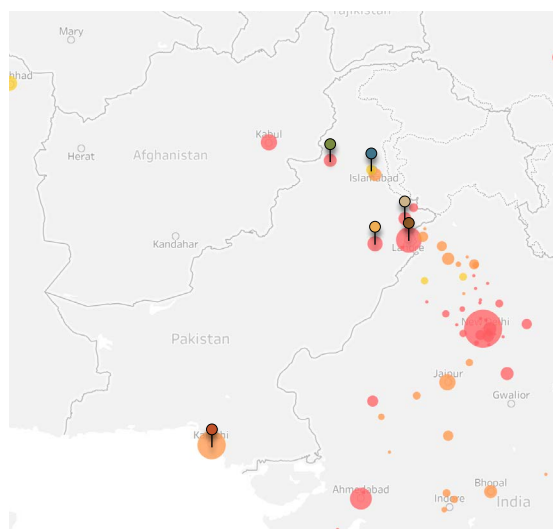 Tajikistan
Mary
hhad
Kabul
Herat
Afghanistan
Islamabad
Kandahar
Lahore
Pakistan
New Delhi
Jaipur
Gwalior
Karachi
Ahmedabad
Bhopal
Indore
India